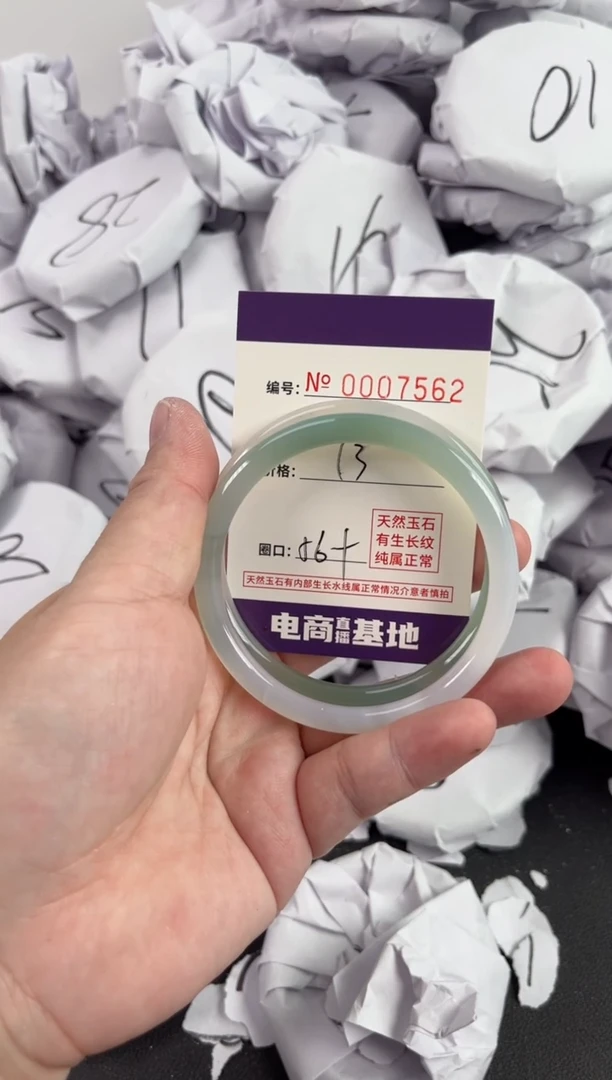 10
28
编号: № 0007562
价格: 13
天然玉石
有生长纹
纯属正常
圈口: 56+
天然玉石有内部生长水线属正常情况介意者慎拍
电商直播基地